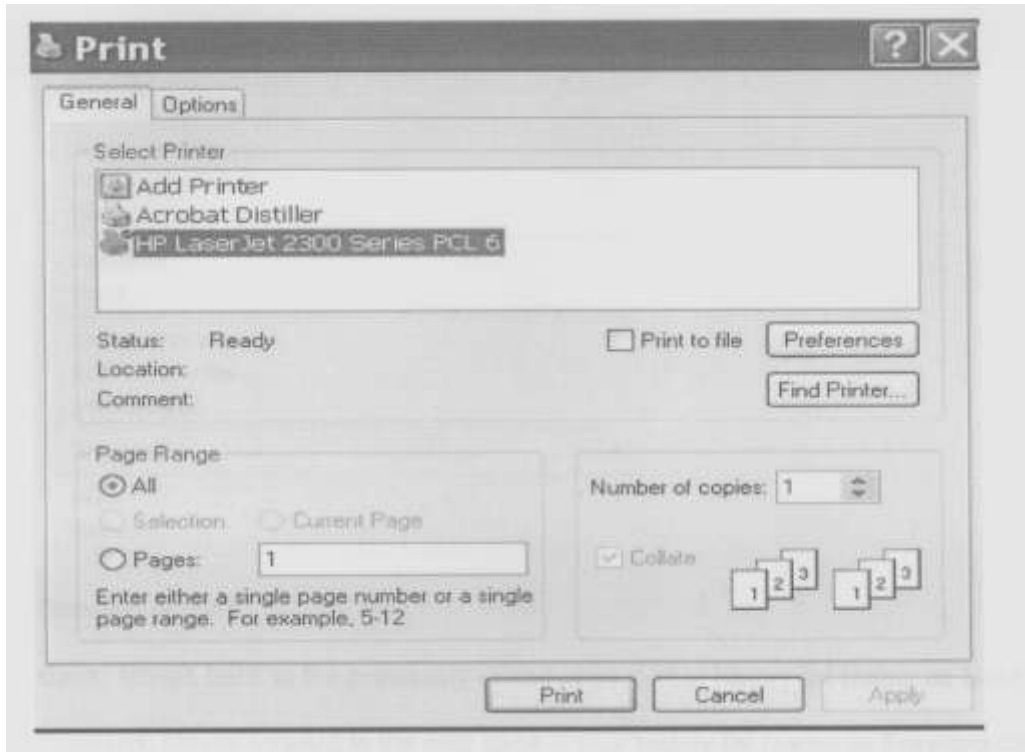 Print
General Options
Select Printer
Add Printer
Acrobat Distiller
HP LaserJet 2300 Series PCL 6
Status: Ready
Print to file
Preferences
Location:
Comment:
Find Printer...
Page Range
All
Selection Current Page
Pages: 1
Enter either a single page number or a single
page range. For example, 5-12
Number of copies: 1
Collate
1 2 3 1 2 3
Print Cancel Apply